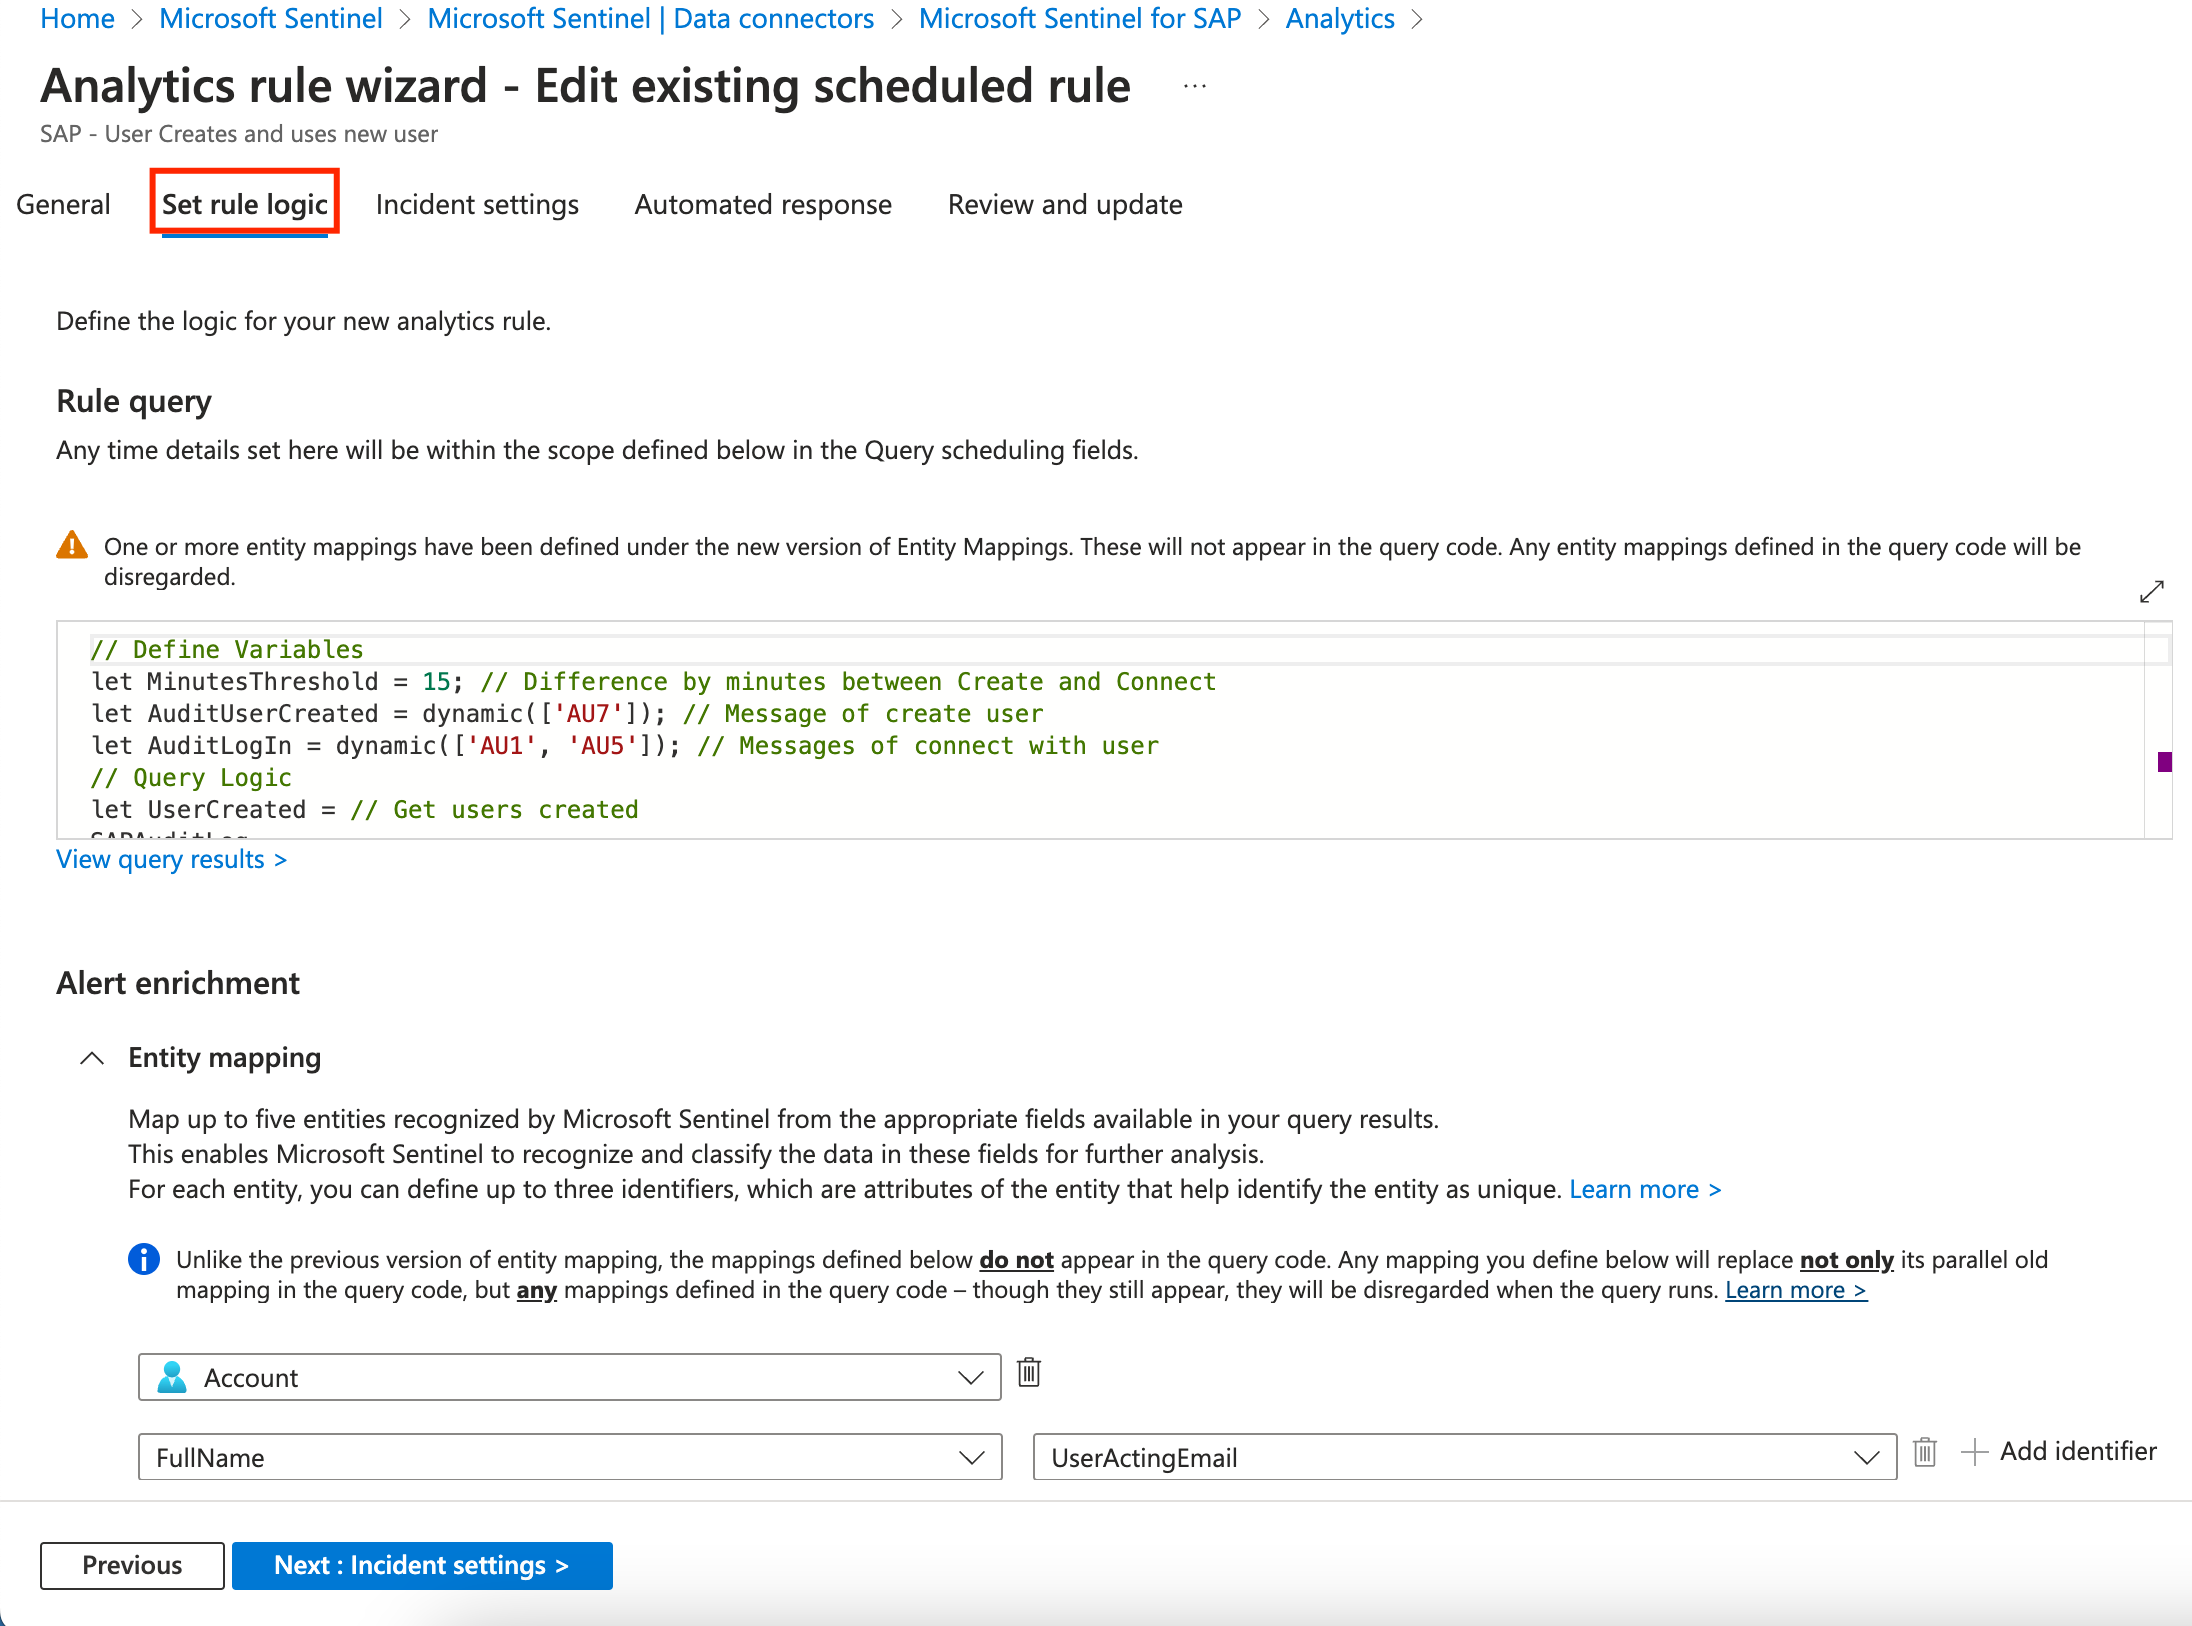 Home > Microsoft Sentinel > Microsoft Sentinel | Data connectors > Microsoft Sentinel for SAP > Analytics >
Analytics rule wizard - Edit existing scheduled rule ...
SAP - User Creates and uses new user
General Set rule logic Incident settings Automated response Review and update
Define the logic for your new analytics rule.
Rule query
Any time details set here will be within the scope defined below in the Query scheduling fields.
One or more entity mappings have been defined under the new version of Entity Mappings. These will not appear in the query code. Any entity mappings defined in the query code will be
disregarded.
// Define Variables
let MinutesThreshold = 15; // Difference by minutes between Create and Connect
let AuditUserCreated = dynamic(['AU7']); // Message of create user
let AuditLogIn = dynamic(['AU1', 'AU5']); // Messages of connect with user
// Query Logic
let UserCreated = // Get users created
SAPAuditLog
View query results >
Alert enrichment
Entity mapping
Map up to five entities recognized by Microsoft Sentinel from the appropriate fields available in your query results.
This enables Microsoft Sentinel to recognize and classify the data in these fields for further analysis.
For each entity, you can define up to three identifiers, which are attributes of the entity that help identify the entity as unique. Learn more >
Unlike the previous version of entity mapping, the mappings defined below do not appear in the query code. Any mapping you define below will replace not only its parallel old
mapping in the query code, but any mappings defined in the query code – though they still appear, they will be disregarded when the query runs. Learn more >
Account
FullName UserActingEmail Add identifier
Previous Next : Incident settings >